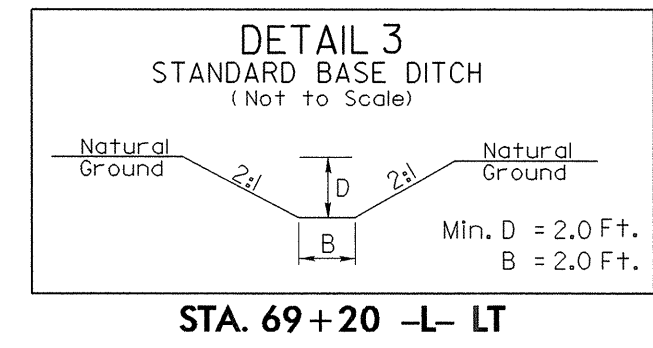 DETAIL 3
STANDARD BASE DITCH
(Not to Scale)
Natural
Ground
2:1
D
2:1
Natural
Ground
B
Min. D = 2.0 Ft.
B = 2.0 Ft.
STA. 69+20 -L- LT